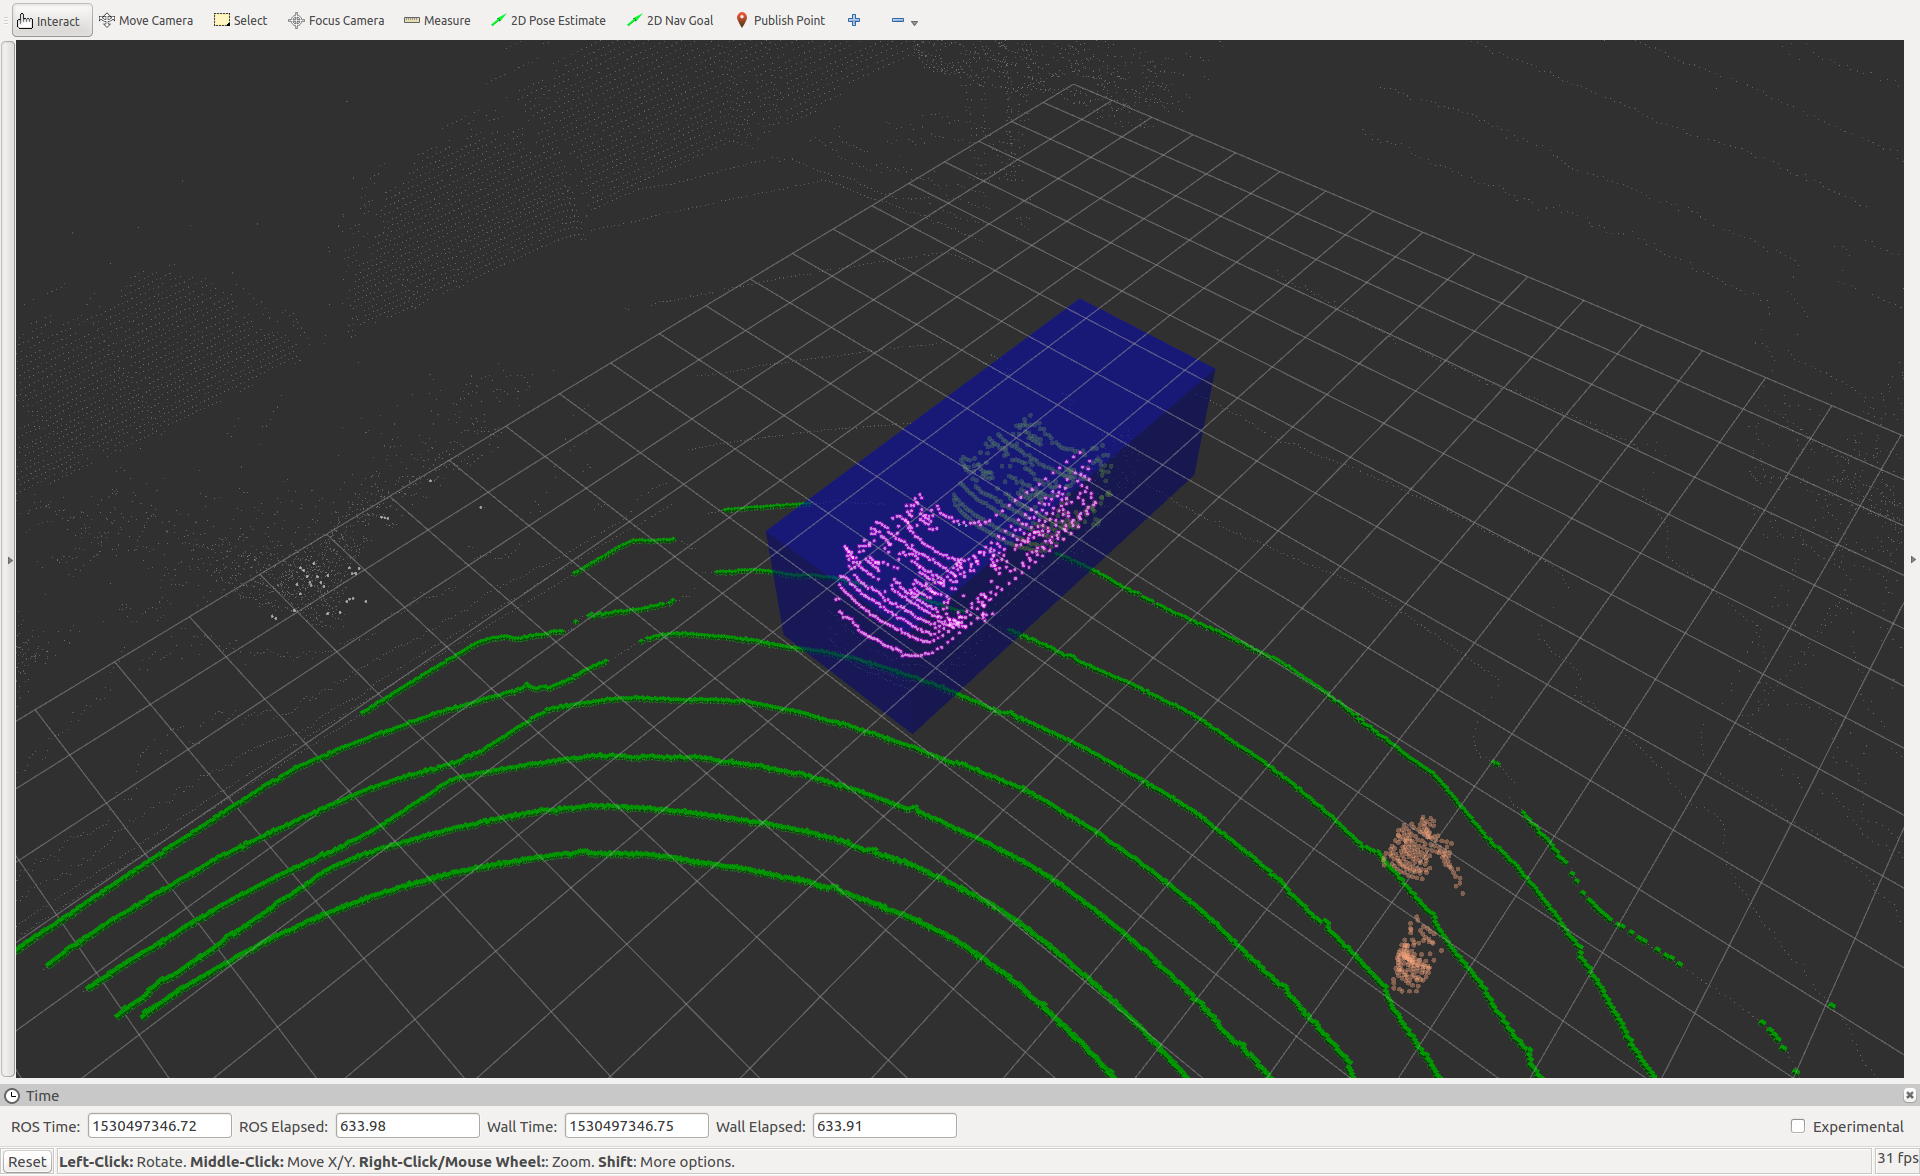 Interact Move Camera Select Focus Camera Measure 2D Pose Estimate 2D Nav Goal Publish Point
Time
ROS Time: 1530497346.72 ROS Elapsed: 633.98 Wall Time: 1530497346.75 Wall Elapsed: 633.91 Experimental
Reset Left-Click: Rotate. Middle-Click: Move X/Y. Right-Click/Mouse Wheel:: Zoom. Shift: More options. 31 fps